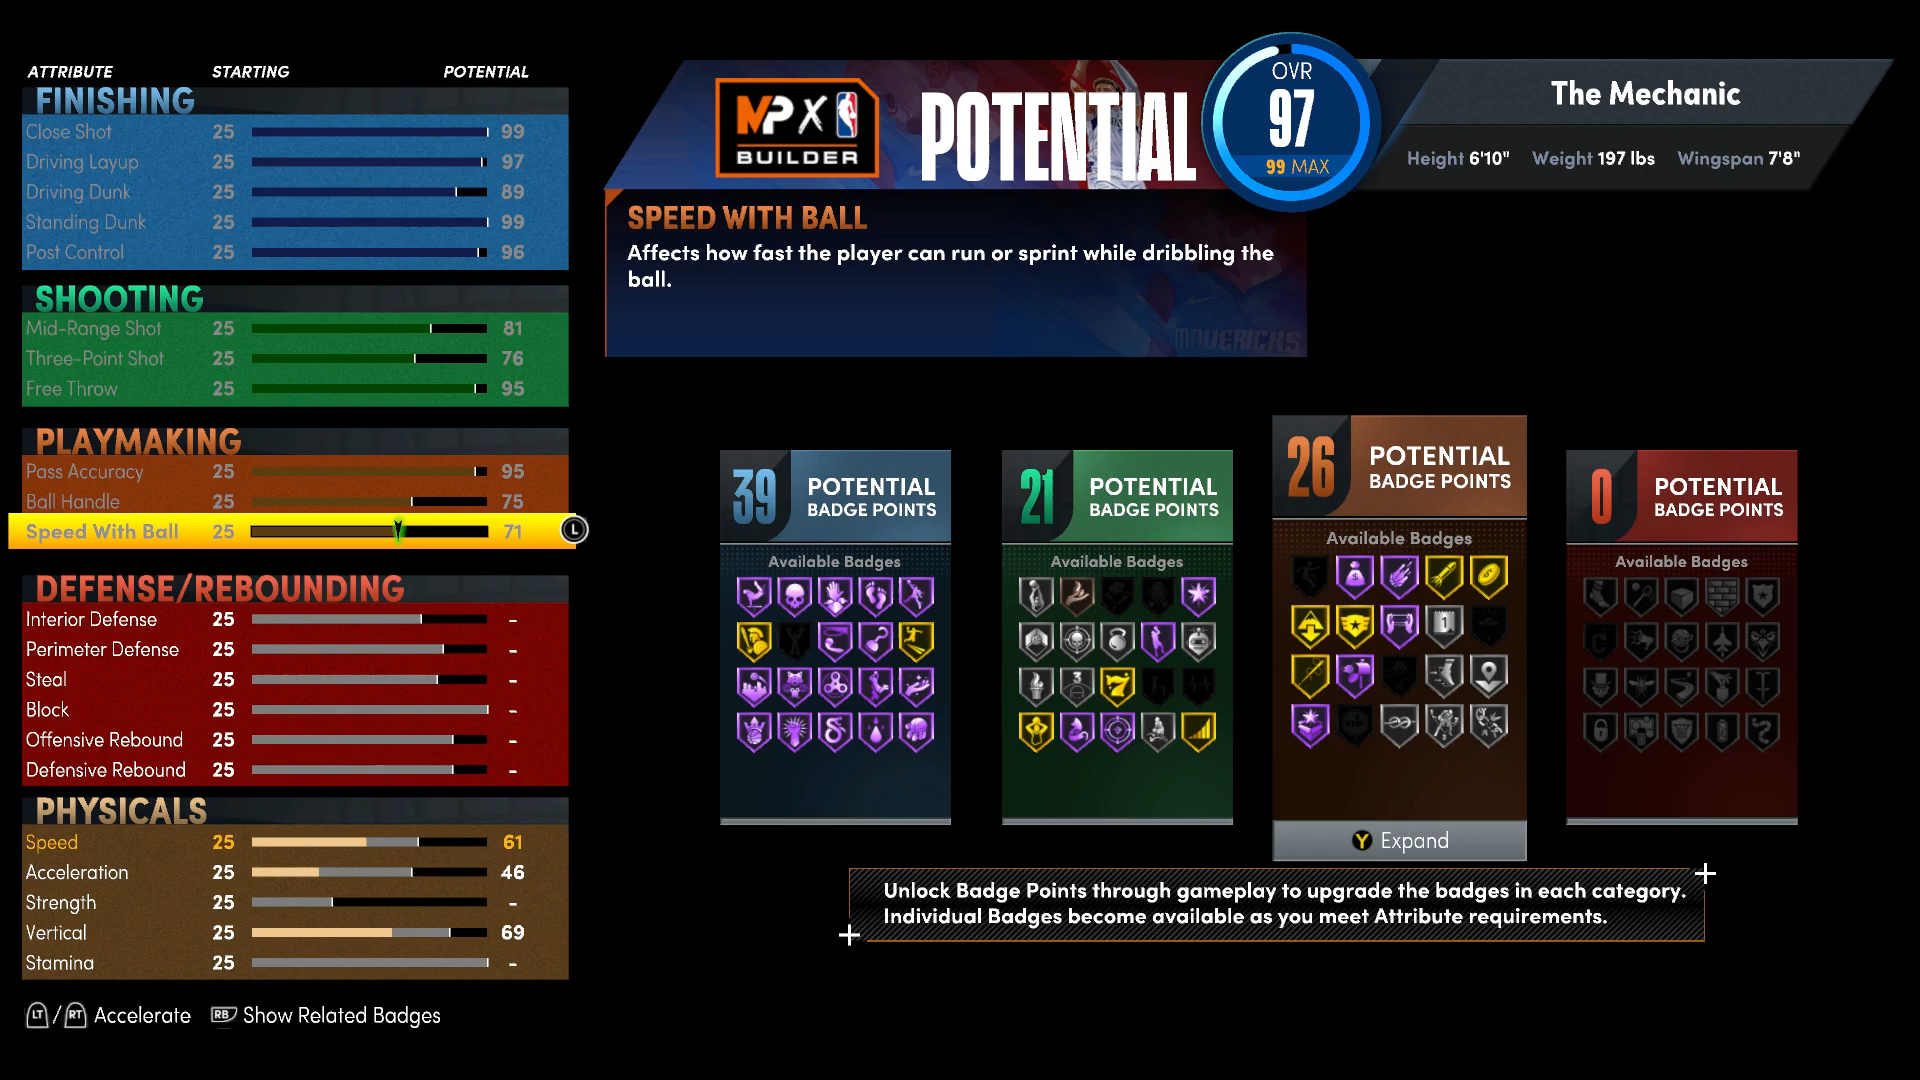 ATTRIBUTE STARTING POTENTIAL
FINISHING
Close Shot 25 99
Driving Layup 25 97
Driving Dunk 25 89
Standing Dunk 25 99
Post Control 25 96
SHOOTING
Mid-Range Shot 25 81
Three-Point Shot 25 76
Free Throw 25 95
PLAYMAKING
Pass Accuracy 25 95
Ball Handle 25 75
Speed With Ball 25 71 L
DEFENSE/REBOUNDING
Interior Defense 25 -
Perimeter Defense 25 -
Steal 25 -
Block 25 -
Offensive Rebound 25 -
Defensive Rebound 25 -
PHYSICALS
Speed 25 61
Acceleration 25 46
Strength 25 -
Vertical 25 69
Stamina 25 -
LT / RT Accelerate RB Show Related Badges
MP X
BUILDER
POTENTIAL
OVR
97
99 MAX
The Mechanic
Height 6'10" Weight 197 lbs Wingspan 7'8"
SPEED WITH BALL
Affects how fast the player can run or sprint while dribbling the
ball.
MAVERICKS
39 POTENTIAL
BADGE POINTS
Available Badges
21 POTENTIAL
BADGE POINTS
Available Badges
3
7
26 POTENTIAL
BADGE POINTS
Available Badges
1
Y Expand
0 POTENTIAL
BADGE POINTS
Available Badges
Unlock Badge Points through gameplay to upgrade the badges in each category.
Individual Badges become available as you meet Attribute requirements.